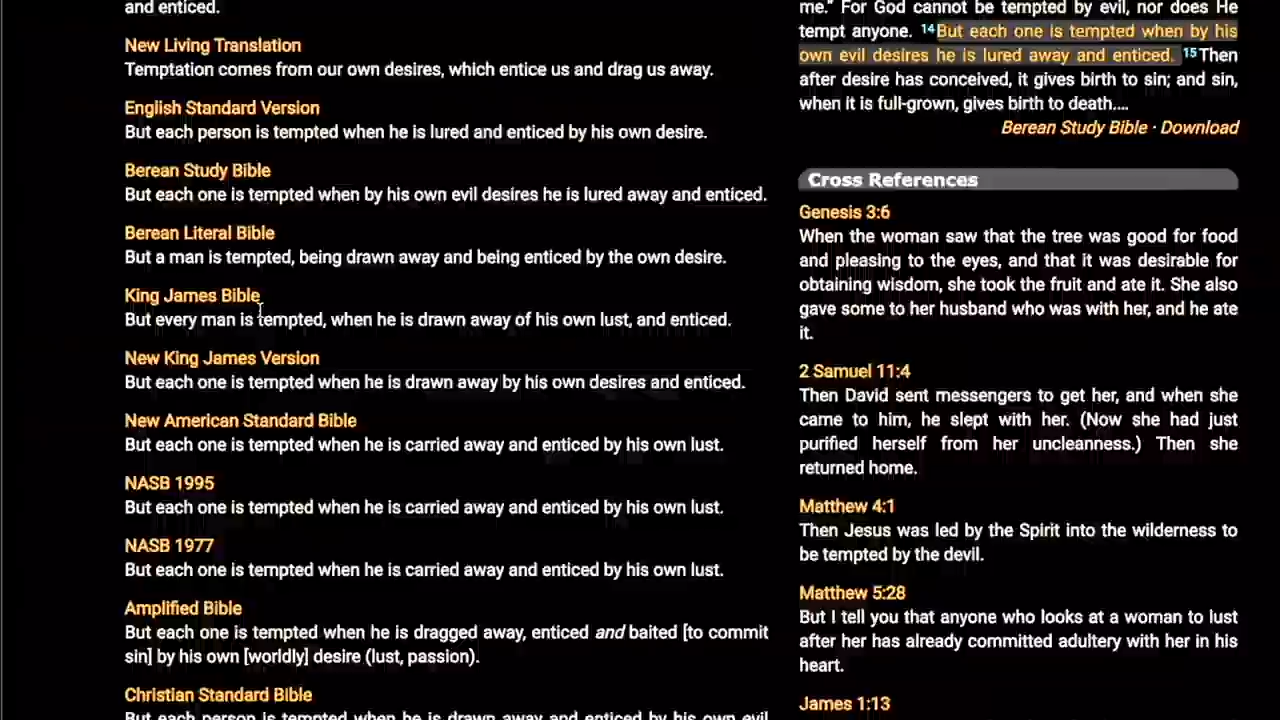 and enticed.
New Living Translation
Temptation comes from our own desires, which entice us and drag us away.
English Standard Version
But each person is tempted when he is lured and enticed by his own desire.
Berean Study Bible
But each one is tempted when by his own evil desires he is lured away and enticed.
Berean Literal Bible
But a man is tempted, being drawn away and being enticed by the own desire.
King James Bible
But every man is tempted, when he is drawn away of his own lust, and enticed.
New King James Version
But each one is tempted when he is drawn away by his own desires and enticed.
New American Standard Bible
But each one is tempted when he is carried away and enticed by his own lust.
NASB 1995
But each one is tempted when he is carried away and enticed by his own lust.
NASB 1977
But each one is tempted when he is carried away and enticed by his own lust.
Amplified Bible
But each one is tempted when he is dragged away, enticed and baited [to commit
sin] by his own [worldly] desire (lust, passion).
Christian Standard Bible
But each person is tempted when he is drawn away and enticed by his own evil
me.” For God cannot be tempted by evil, nor does He
tempt anyone. 14But each one is tempted when by his
own evil desires he is lured away and enticed. 15Then
after desire has conceived, it gives birth to sin; and sin,
when it is full-grown, gives birth to death....
Berean Study Bible · Download
Cross References
Genesis 3:6
When the woman saw that the tree was good for food
and pleasing to the eyes, and that it was desirable for
obtaining wisdom, she took the fruit and ate it. She also
gave some to her husband who was with her, and he ate
it.
2 Samuel 11:4
Then David sent messengers to get her, and when she
came to him, he slept with her. (Now she had just
purified herself from her uncleanness.) Then she
returned home.
Matthew 4:1
Then Jesus was led by the Spirit into the wilderness to
be tempted by the devil.
Matthew 5:28
But I tell you that anyone who looks at a woman to lust
after her has already committed adultery with her in his
heart.
James 1:13